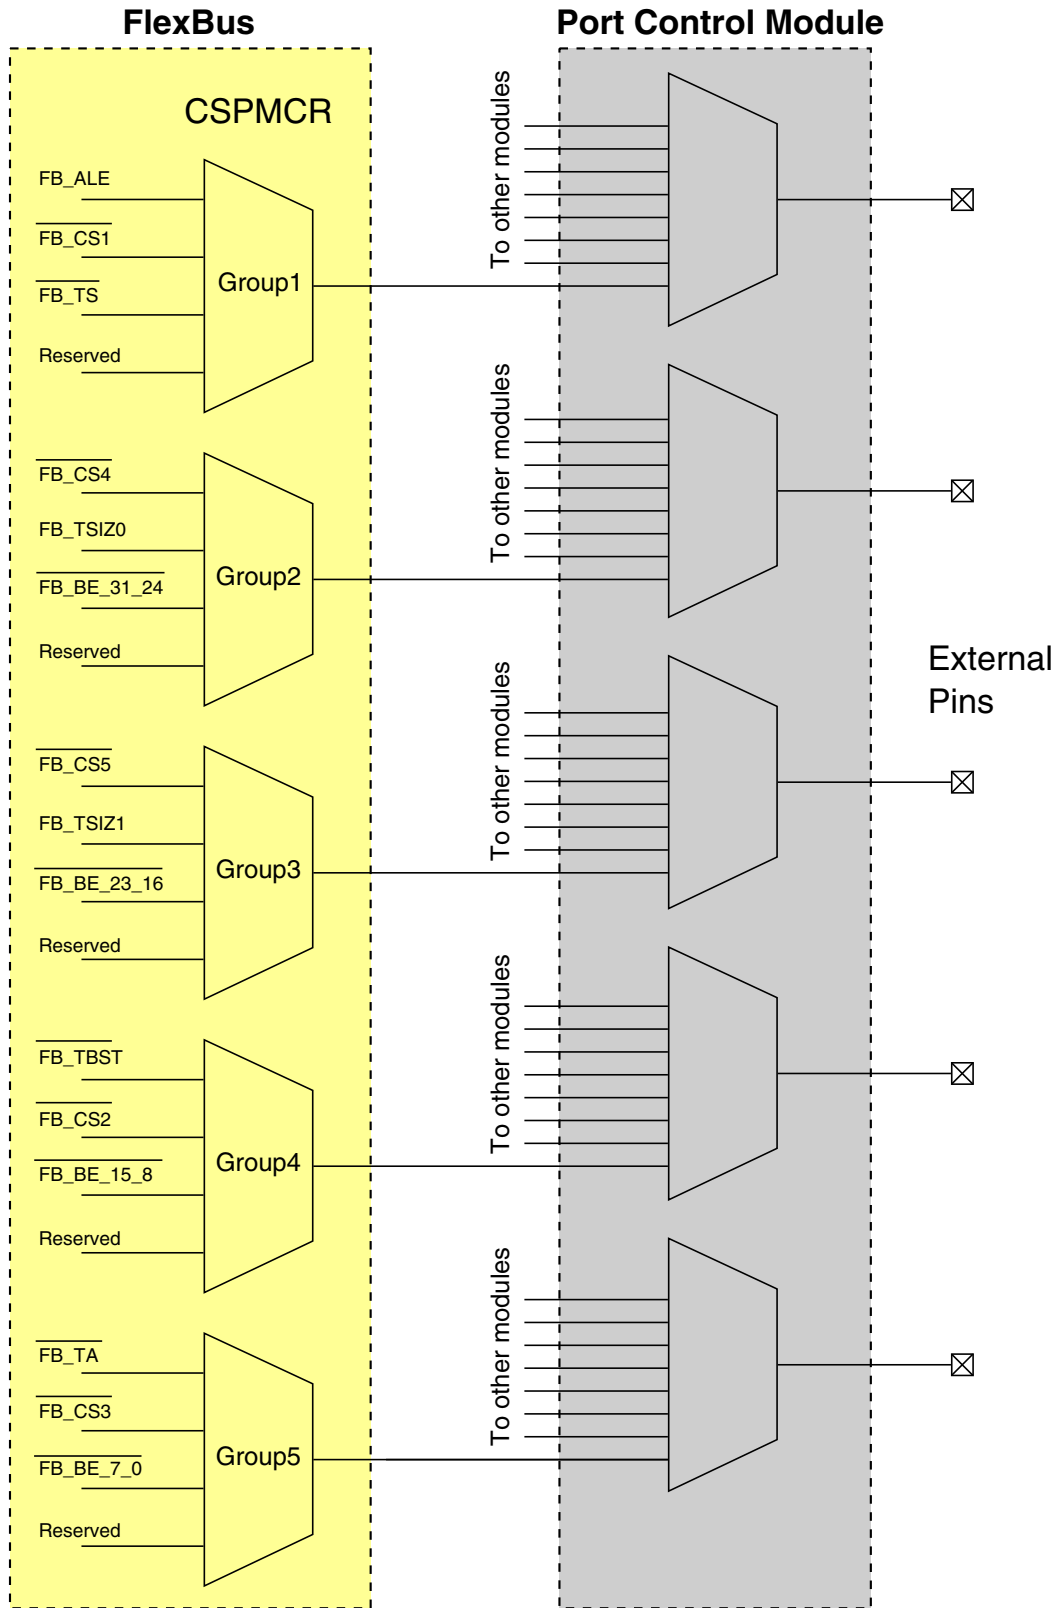 FlexBus
Port Control Module
CSPMCR
FB_ALE
FB_CS1
FB_TS
Reserved
Group1
To other modules
FB_CS4
FB_TSIZ0
FB_BE_31_24
Reserved
Group2
To other modules
FB_CS5
FB_TSIZ1
FB_BE_23_16
Reserved
Group3
To other modules
External
Pins
FB_TBST
FB_CS2
FB_BE_15_8
Reserved
Group4
To other modules
FB_TA
FB_CS3
FB_BE_7_0
Reserved
Group5
To other modules